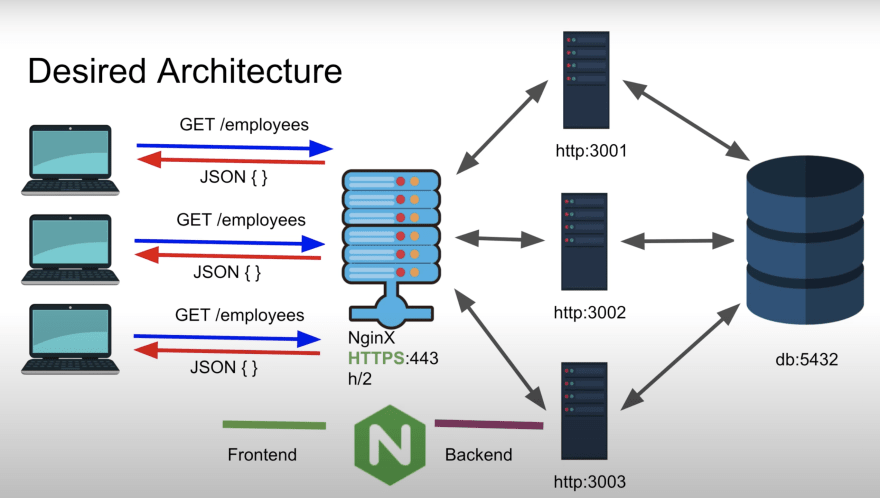 Desired Architecture
GET /employees
JSON { }
GET /employees
JSON { }
GET /employees
JSON { }
NginX
HTTPS:443
h/2
http:3001
http:3002
http:3003
db:5432
Frontend
N
Backend